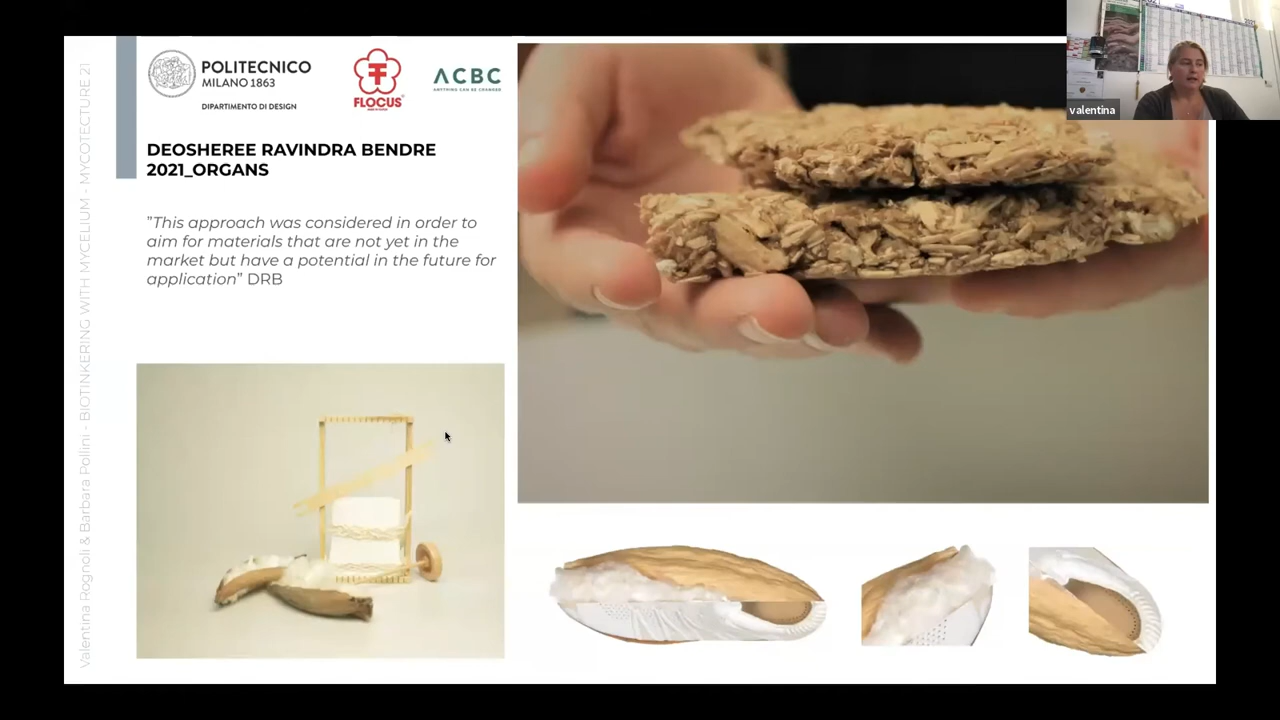 POLITECNICO
MILANO 1863
DIPARTIMENTO DI DESIGN
FLOCUS
ACBC
ANYTHING CAN BE CHANGED
DEOSHEREE RAVINDRA BENDRE
2021_ORGANS
"This approach was considered in order to
aim for materials that are not yet in the
market but have a potential in the future for
application" DRB
Valentina Rognoli & Barbara Pollini - BIOTINKERING WITH MYCELIUM - MYCOTECTURE 21
valentina
2021